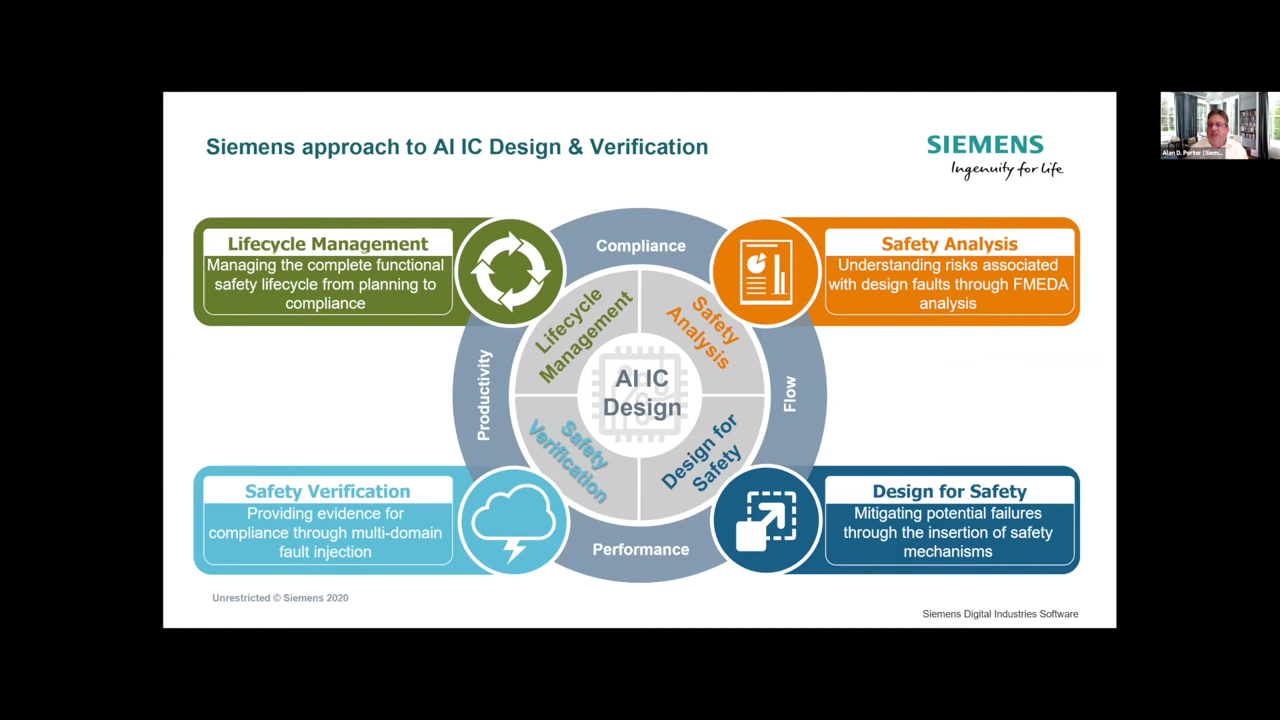 Siemens approach to AI IC Design & Verification
SIEMENS
Ingenuity for life
Alan D. Porter (Siem...
Lifecycle Management
Managing the complete functional
safety lifecycle from planning to
compliance
Compliance
Safety Analysis
Understanding risks associated
with design faults through FMEDA
analysis
Lifecycle
Management
Safety
Analysis
Productivity
AI IC
Design
Flow
Safety
Verification
Design for
Safety
Safety Verification
Providing evidence for
compliance through multi-domain
fault injection
Performance
Design for Safety
Mitigating potential failures
through the insertion of safety
mechanisms
Unrestricted © Siemens 2020
Siemens Digital Industries Software